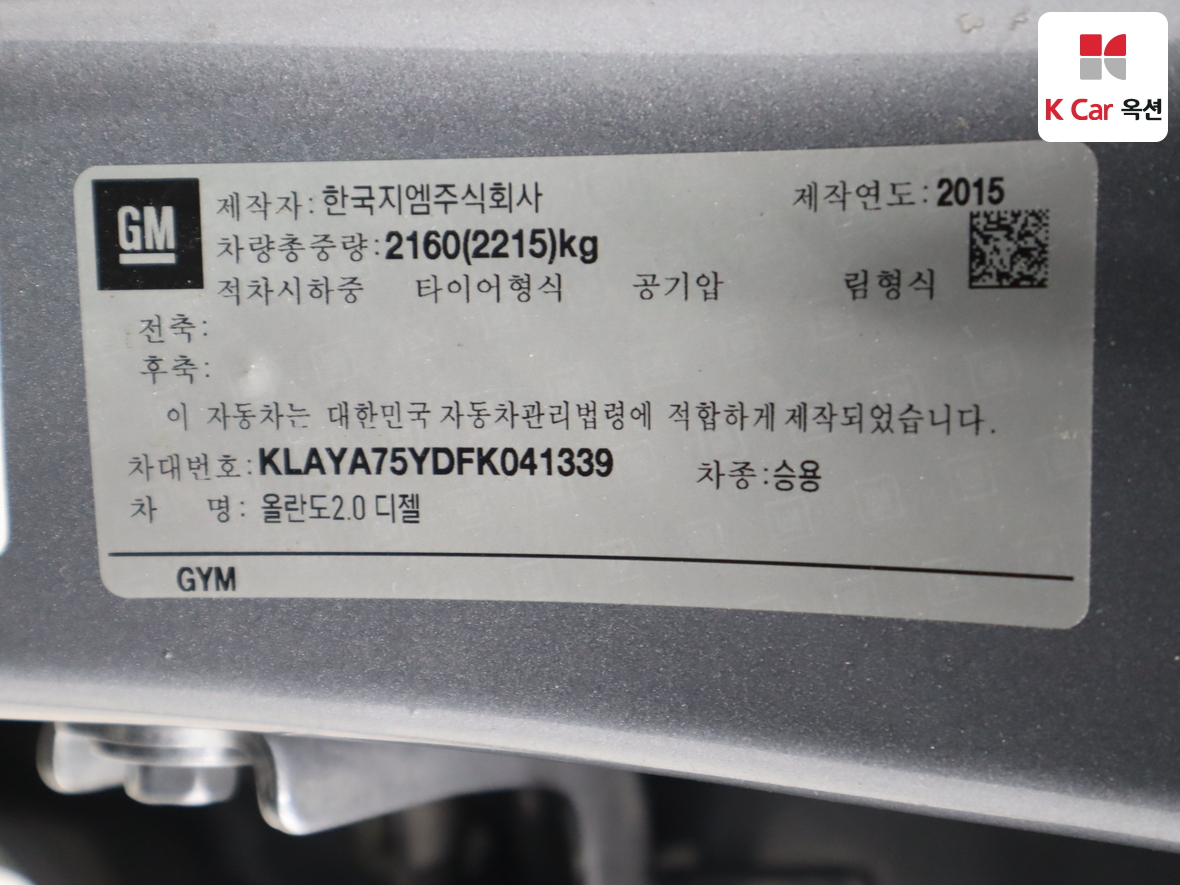 K Car 옥션
GM 제작자: 한국지엠주식회사 제작연도: 2015
차량총중량: 2160(2215)kg
적차시하중 타이어형식 공기압 림형식
전축:
후축:
이 자동차는 대한민국 자동차관리법령에 적합하게 제작되었습니다.
차대번호: KLAYA75YDFK041339 차종: 승용
차 명: 올란도2.0 디젤
GYM